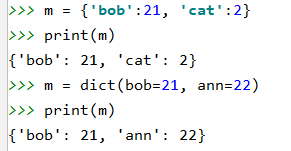 >>> m = {'bob':21, 'cat':2}
>>> print(m)
{'bob': 21, 'cat': 2}
>>> m = dict(bob=21, ann=22)
>>> print(m)
{'bob': 21, 'ann': 22}